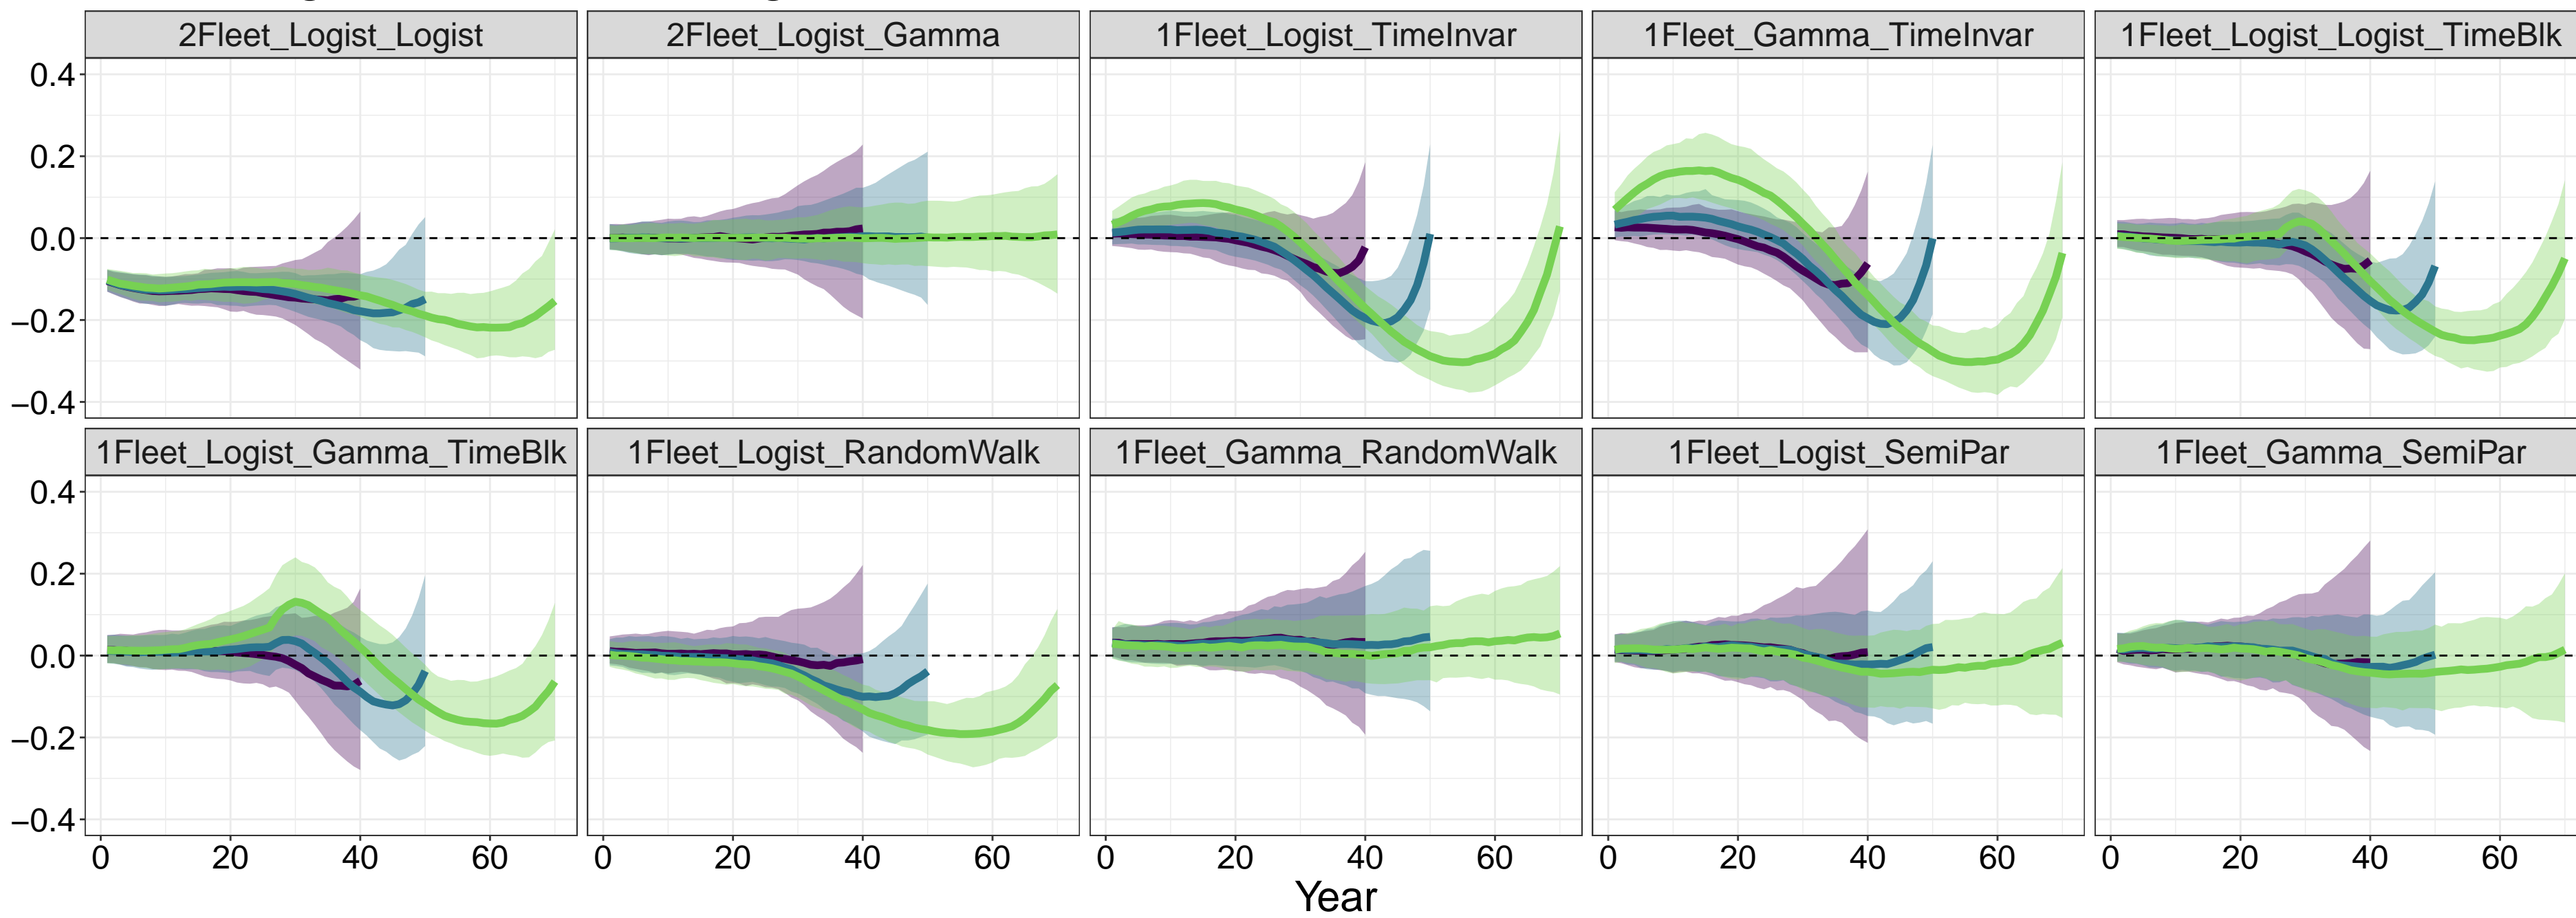 2Fleet_Logist_Logist 2Fleet_Logist_Gamma 1Fleet_Logist_TimeInvar 1Fleet_Gamma_TimeInvar 1Fleet_Logist_Logist_TimeBlk
0.4
0.2
0.0
−0.2
−0.4
1Fleet_Logist_Gamma_TimeBlk 1Fleet_Logist_RandomWalk 1Fleet_Gamma_RandomWalk 1Fleet_Logist_SemiPar 1Fleet_Gamma_SemiPar
0.4
0.2
0.0
−0.2
−0.4
0 20 40 60 0 20 40 60 0 20 40 60 0 20 40 60 0 20 40 60
Year